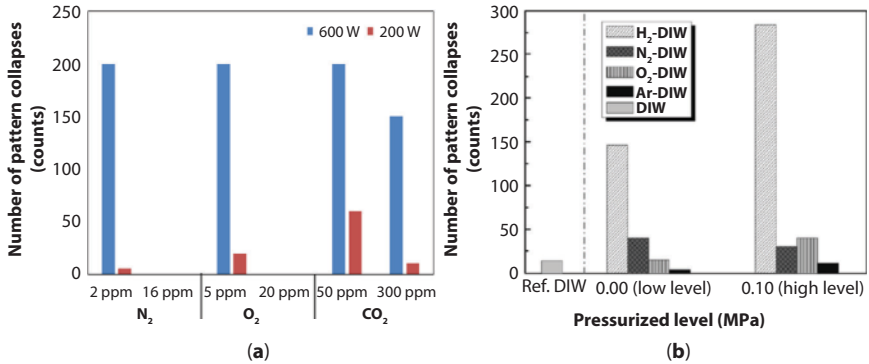 Number of pattern collapses
(counts)
250
200
150
100
50
0
600 W 200 W
2 ppm 16 ppm 5 ppm 20 ppm 50 ppm 300 ppm
N₂ O₂ CO₂
(a)
Number of pattern collapses
(counts)
300
250
200
150
100
50
0
H₂-DIW
N₂-DIW
O₂-DIW
Ar-DIW
DIW
Ref. DIW 0.00 (low level) 0.10 (high level)
Pressurized level (MPa)
(b)